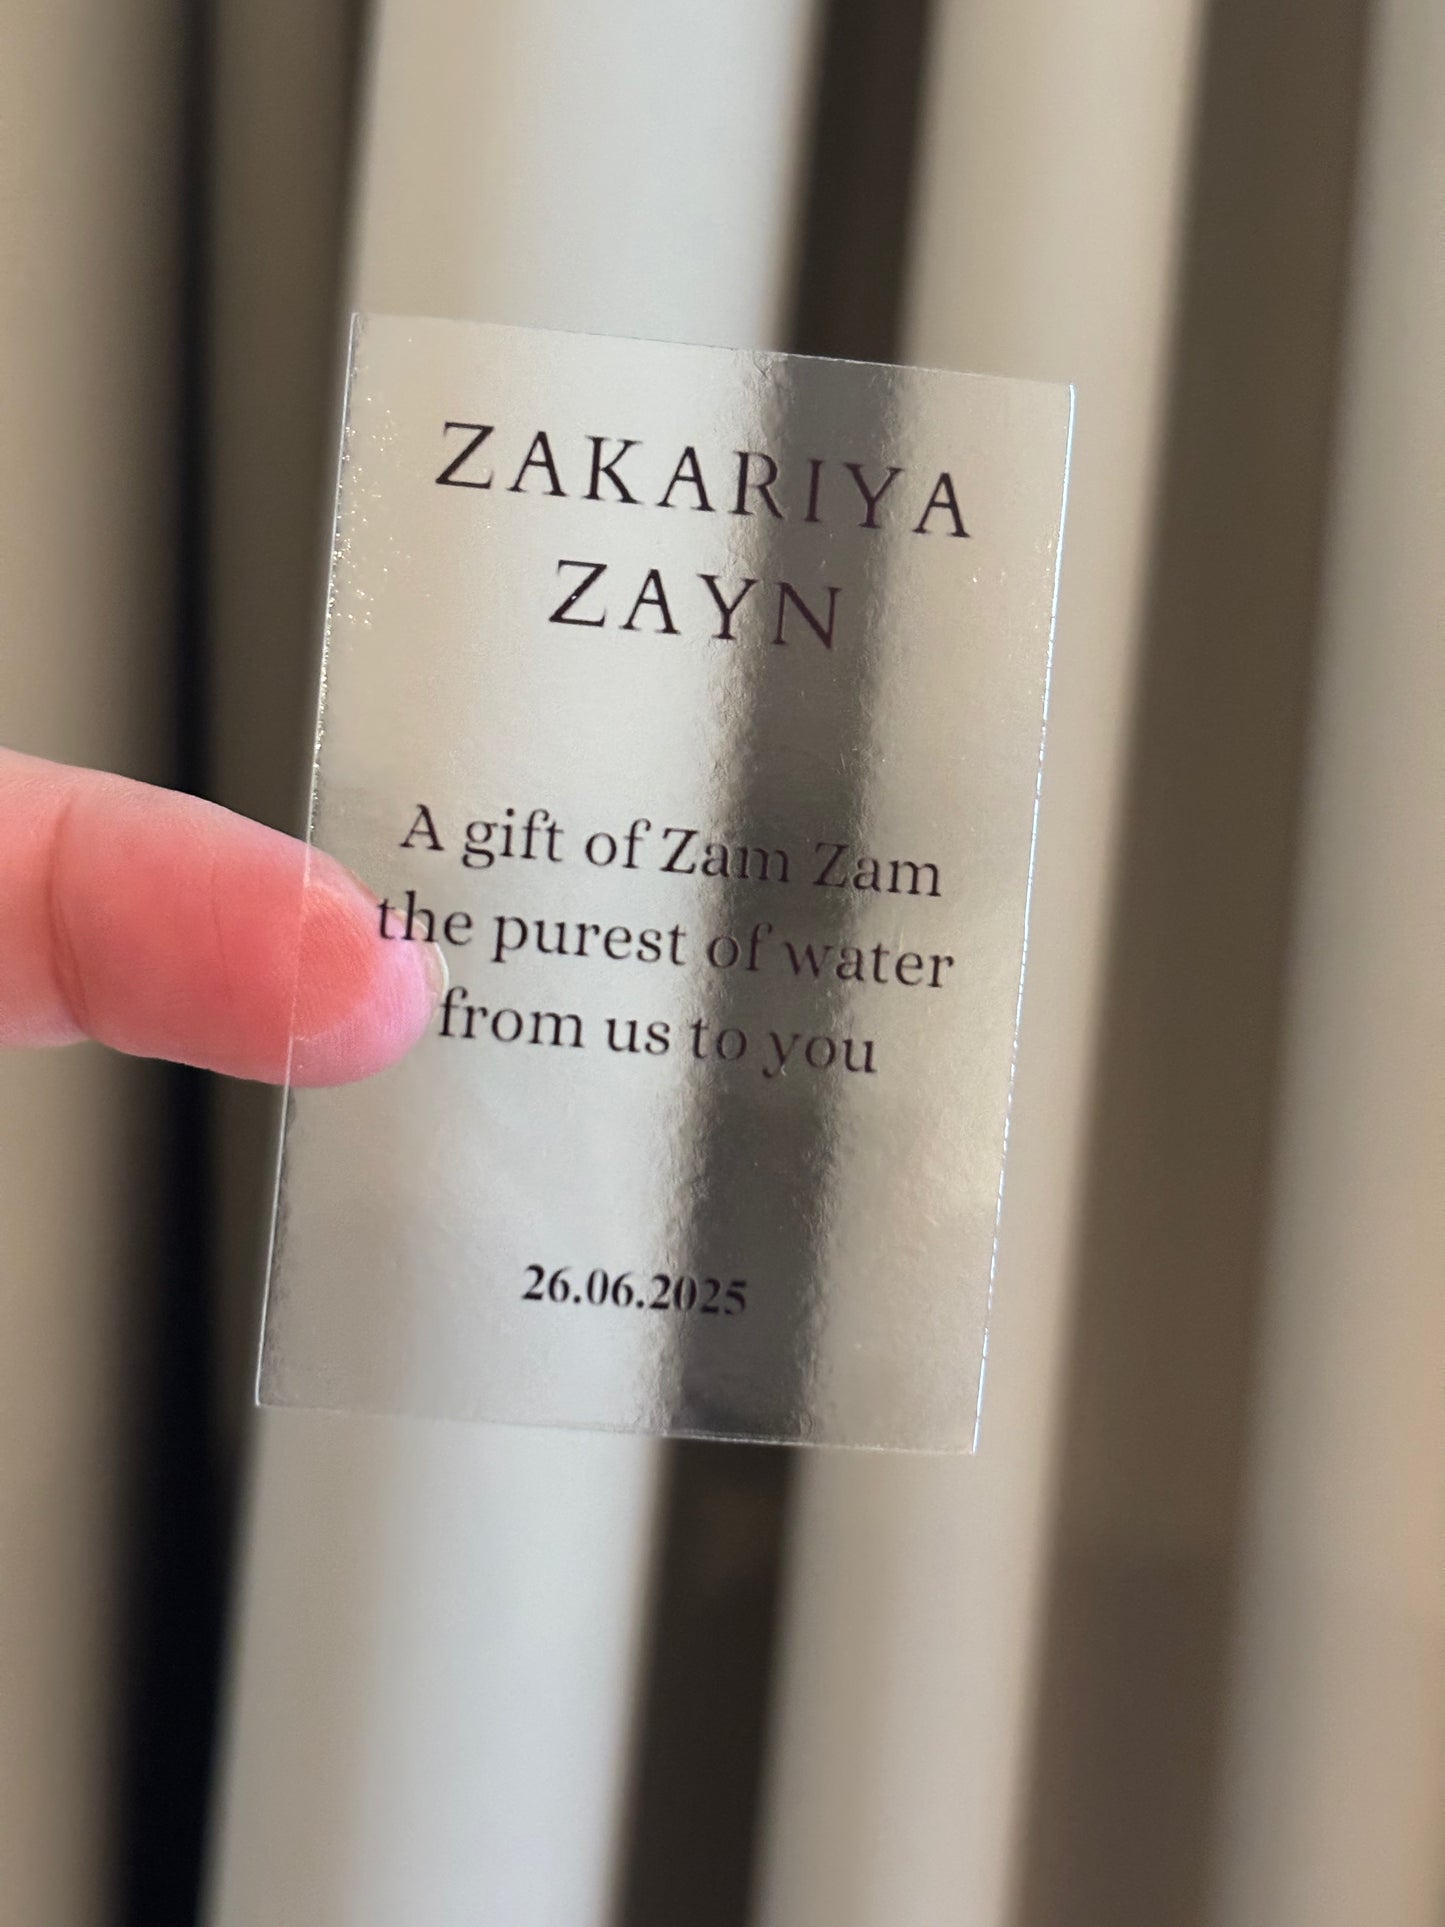 ZAKARIYA
ZAYN
A gift of Zam Zam
the purest of water
from us to you
26.06.2025